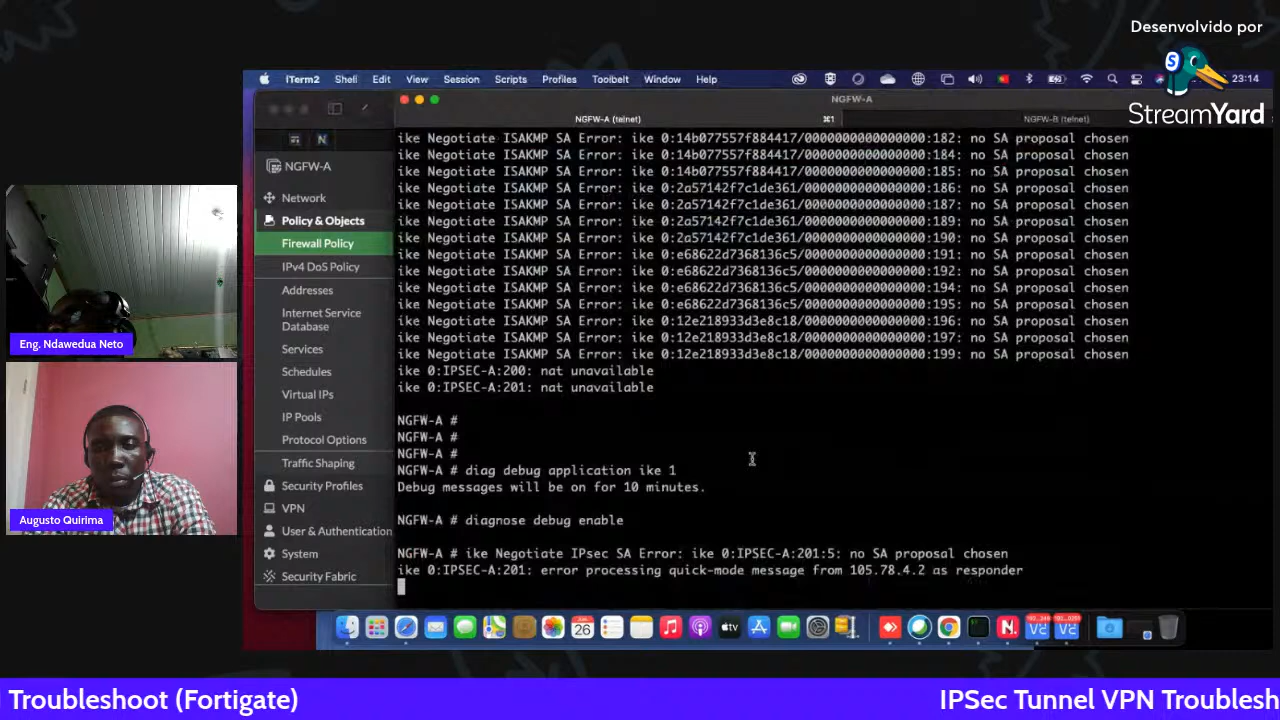 Desenvolvido por
StreamYard
iTerm2 Shell Edit View Session Scripts Profiles Toolbelt Window Help
23:14
NGFW-A
NGFW-A (telnet)
⌘1
NGFW-B (telnet)
ike Negotiate ISAKMP SA Error: ike 0:14b077557f884417/0000000000000000:182: no SA proposal chosen
ike Negotiate ISAKMP SA Error: ike 0:14b077557f884417/0000000000000000:184: no SA proposal chosen
ike Negotiate ISAKMP SA Error: ike 0:14b077557f884417/0000000000000000:185: no SA proposal chosen
ike Negotiate ISAKMP SA Error: ike 0:2a57142f7c1de361/0000000000000000:186: no SA proposal chosen
ike Negotiate ISAKMP SA Error: ike 0:2a57142f7c1de361/0000000000000000:187: no SA proposal chosen
ike Negotiate ISAKMP SA Error: ike 0:2a57142f7c1de361/0000000000000000:189: no SA proposal chosen
ike Negotiate ISAKMP SA Error: ike 0:2a57142f7c1de361/0000000000000000:190: no SA proposal chosen
ike Negotiate ISAKMP SA Error: ike 0:e68622d7368136c5/0000000000000000:191: no SA proposal chosen
ike Negotiate ISAKMP SA Error: ike 0:e68622d7368136c5/0000000000000000:192: no SA proposal chosen
ike Negotiate ISAKMP SA Error: ike 0:e68622d7368136c5/0000000000000000:194: no SA proposal chosen
ike Negotiate ISAKMP SA Error: ike 0:e68622d7368136c5/0000000000000000:195: no SA proposal chosen
ike Negotiate ISAKMP SA Error: ike 0:12e218933d3e8c18/0000000000000000:196: no SA proposal chosen
ike Negotiate ISAKMP SA Error: ike 0:12e218933d3e8c18/0000000000000000:197: no SA proposal chosen
ike Negotiate ISAKMP SA Error: ike 0:12e218933d3e8c18/0000000000000000:199: no SA proposal chosen
ike 0:IPSEC-A:200: nat unavailable
ike 0:IPSEC-A:201: nat unavailable
NGFW-A #
NGFW-A #
NGFW-A #
NGFW-A # diag debug application ike 1
Debug messages will be on for 10 minutes.
NGFW-A # diagnose debug enable
NGFW-A # ike Negotiate IPsec SA Error: ike 0:IPSEC-A:201:5: no SA proposal chosen
ike 0:IPSEC-A:201: error processing quick-mode message from 105.78.4.2 as responder
NGFW-A
Network
Policy & Objects
Firewall Policy
IPv4 DoS Policy
Addresses
Internet Service
Database
Services
Schedules
Virtual IPs
IP Pools
Protocol Options
Traffic Shaping
Security Profiles
VPN
User & Authentication
System
Security Fabric
Eng. Ndawedua Neto
Augusto Quirima
tv
26
Troubleshoot (Fortigate)
IPSec Tunnel VPN Troublesh